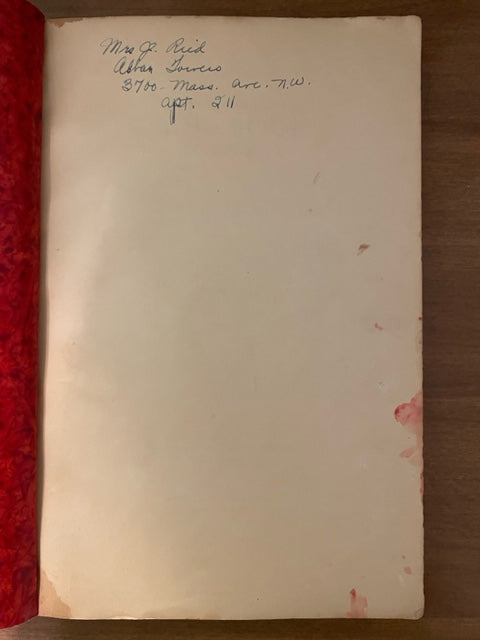 Mrs J. Reid
Alban Towers
3700 - Mass. Ave. N.W.
Apt. 211